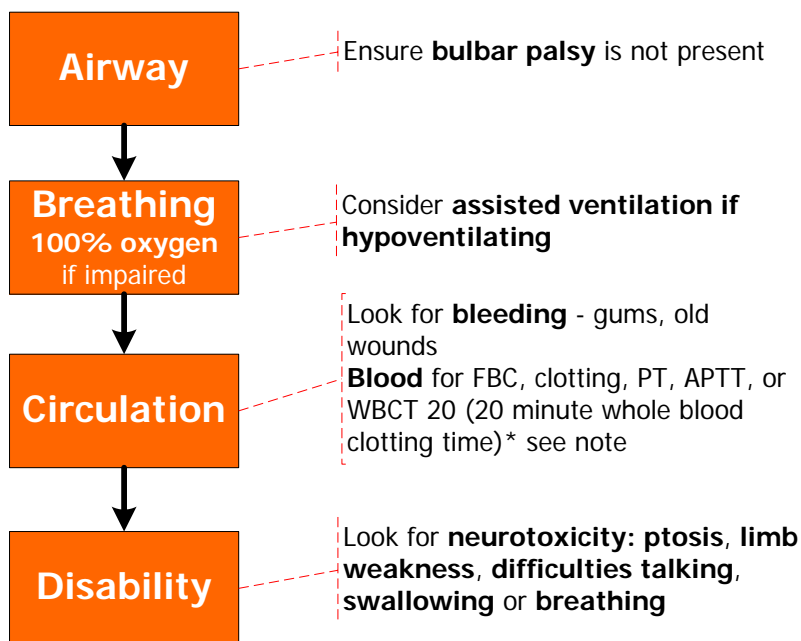 Airway
Ensure bulbar palsy is not present
Breathing
100% oxygen
if impaired
Consider assisted ventilation if
hypoventilating
Circulation
Look for bleeding - gums, old
wounds
Blood for FBC, clotting, PT, APTT, or
WBCT 20 (20 minute whole blood
clotting time)* see note
Disability
Look for neurotoxicity: ptosis, limb
weakness, difficulties talking,
swallowing or breathing